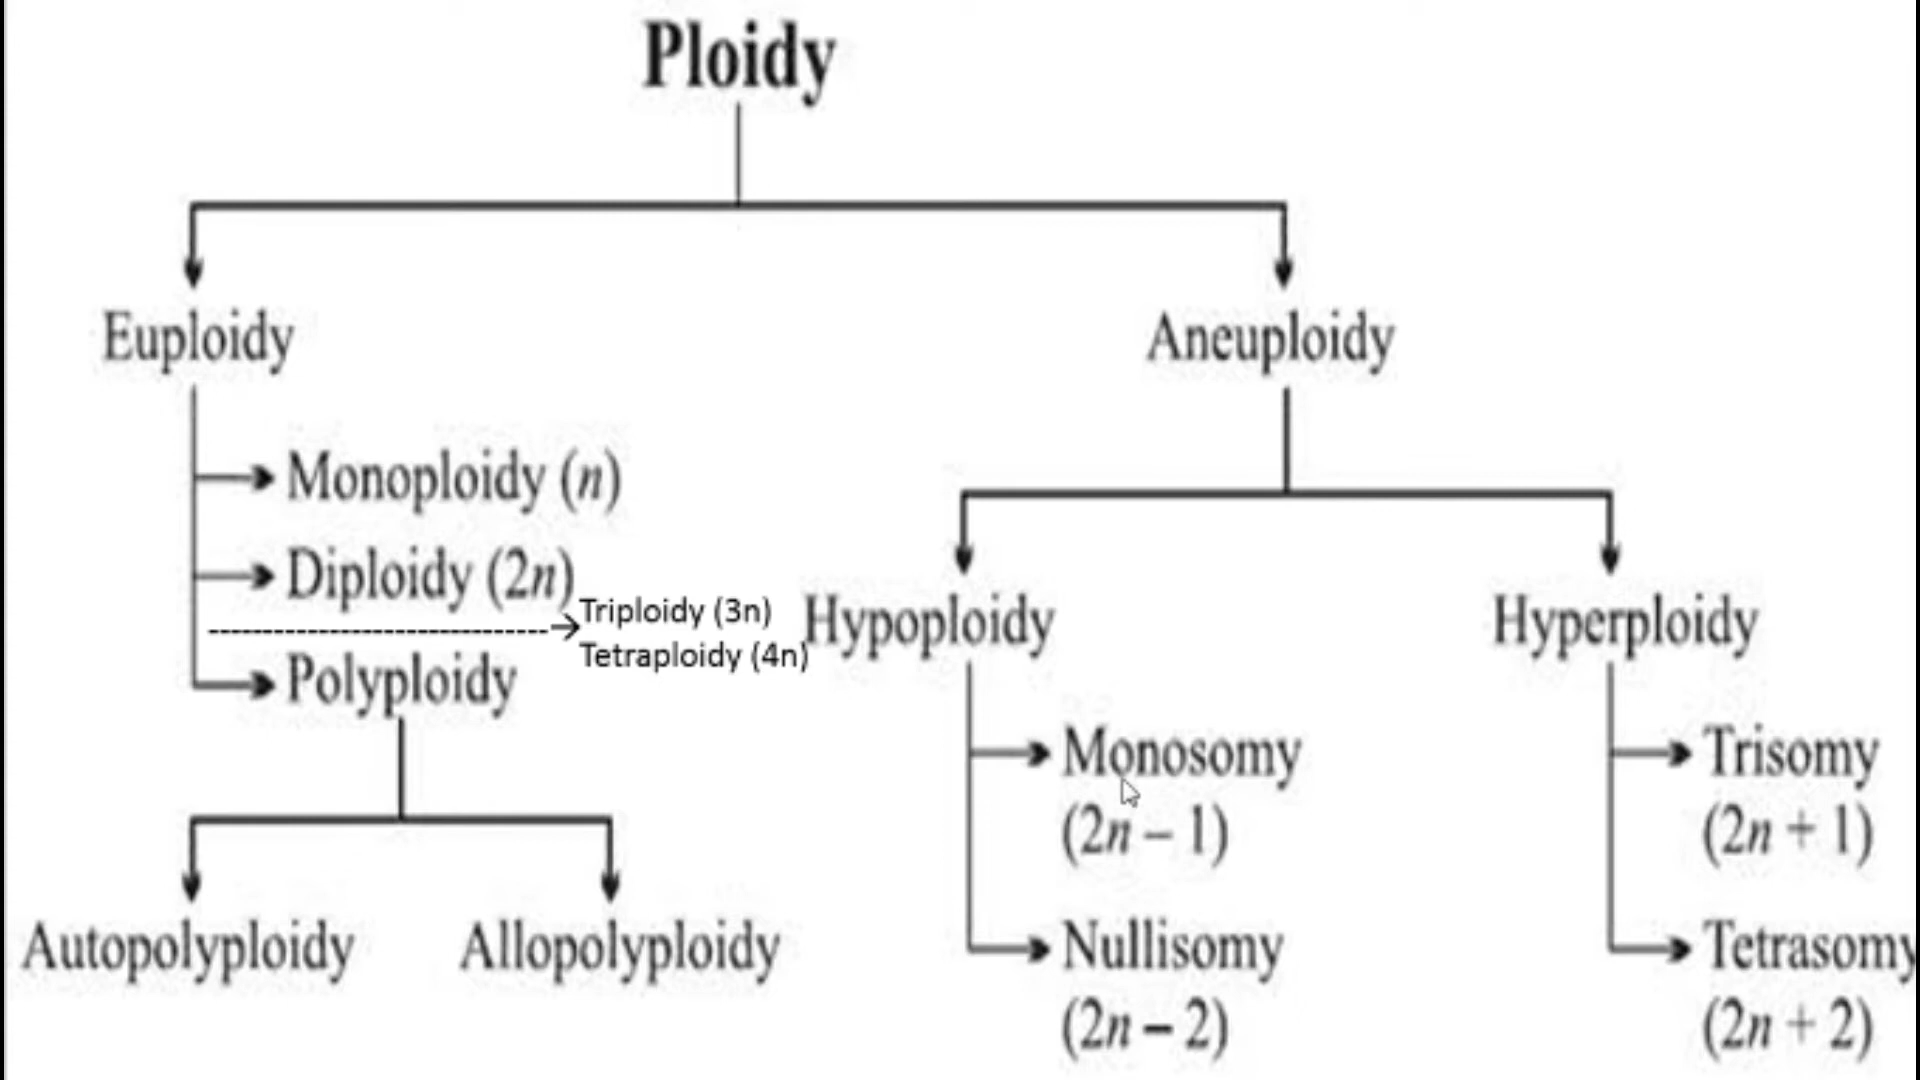 Ploidy
Euploidy
Aneuploidy
Monoploidy (n)
Diploidy (2n)
Triploidy (3n)
Tetraploidy (4n)
Polyploidy
Autopolyploidy
Allopolyploidy
Hypoploidy
Hyperploidy
Monosomy
(2n – 1)
Nullisomy
(2n – 2)
Trisomy
(2n + 1)
Tetrasomy
(2n + 2)